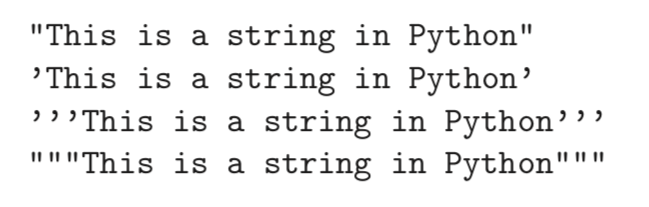 "This is a string in Python"
’This is a string in Python’
’’’This is a string in Python’’’
"""This is a string in Python"""